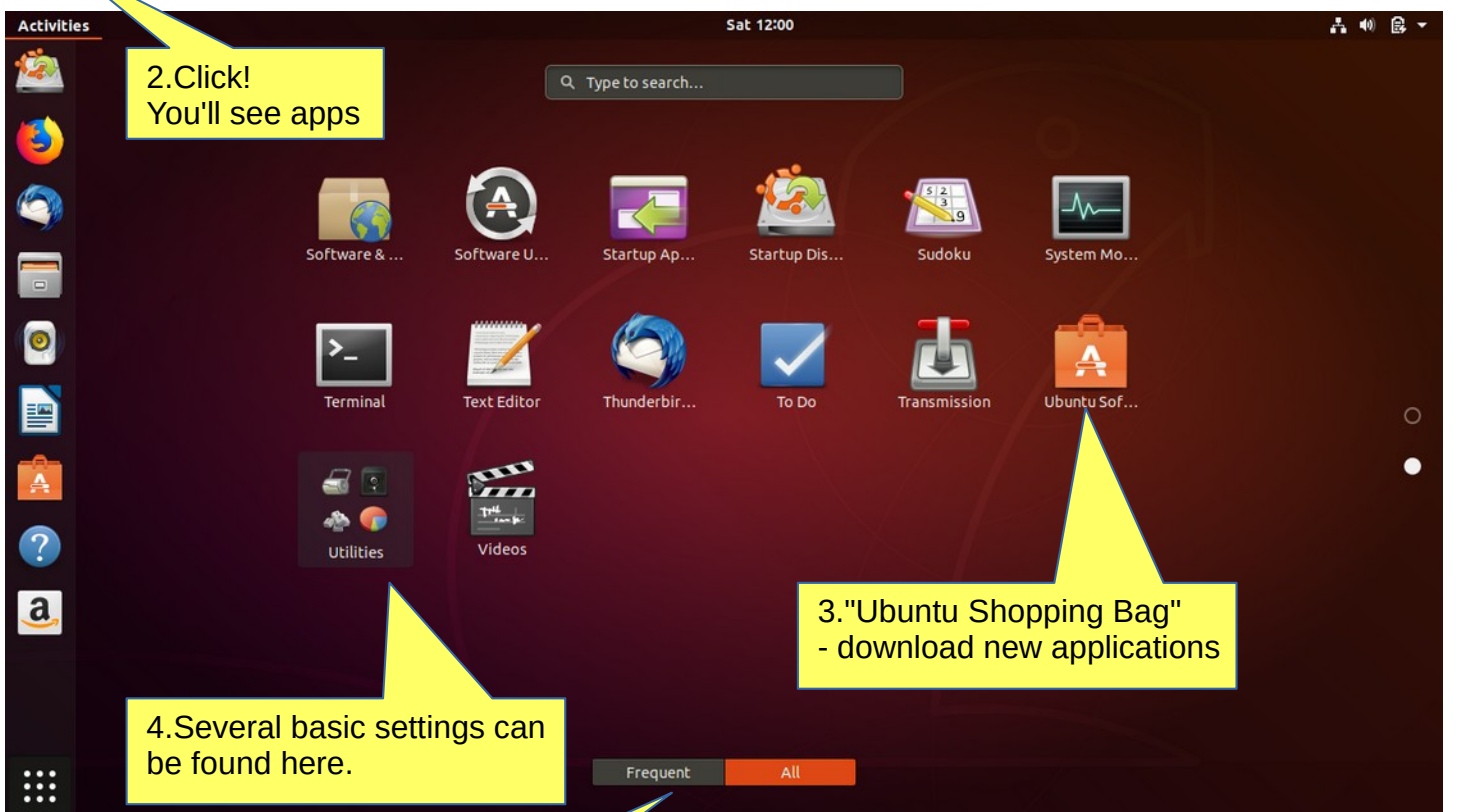 Activities
Sat 12:00
2.Click!
You'll see apps
Type to search...
Software & ...
Software U...
Startup Ap...
Startup Dis...
Sudoku
System Mo...
Terminal
Text Editor
Thunderbir...
To Do
Transmission
Ubuntu Sof...
Utilities
Videos
3."Ubuntu Shopping Bag"
- download new applications
4.Several basic settings can
be found here.
Frequent
All